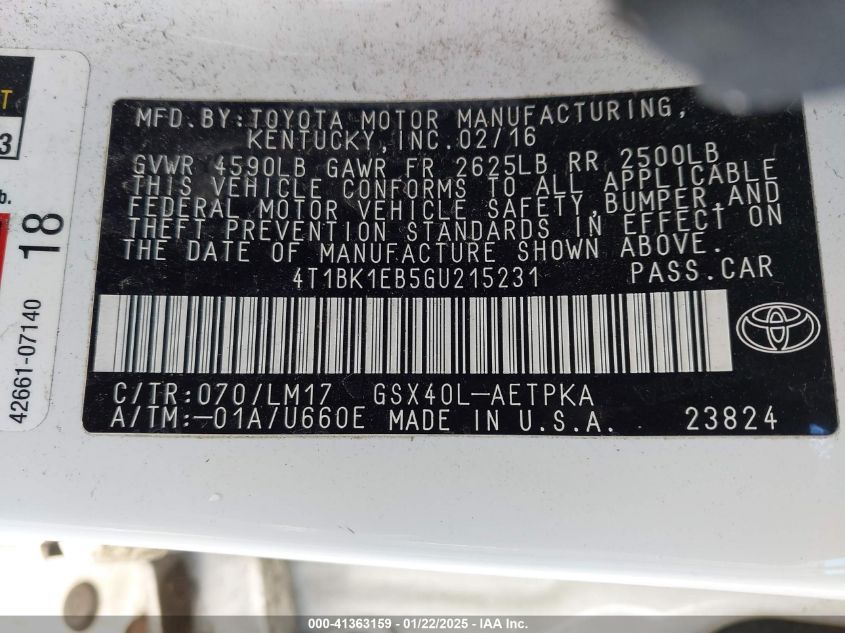 T
3
b.
18
42661-07140
MFD.BY:TOYOTA MOTOR MANUFACTURING,
KENTUCKY,INC.02/16
GVWR 4590LB GAWR FR 2625LB RR 2500LB
THIS VEHICLE CONFORMS TO ALL APPLICABLE
FEDERAL MOTOR VEHICLE SAFETY,BUMPER,AND
THEFT PREVENTION STANDARDS IN EFFECT ON
THE DATE OF MANUFACTURE SHOWN ABOVE.
4T1BK1EB5GU215231 PASS.CAR
C/TR:070/LM17 GSX40L-AETPKA
A/TM:-01A/U660E MADE IN U.S.A. 23824
000-41363159 - 01/22/2025 - IAA Inc.